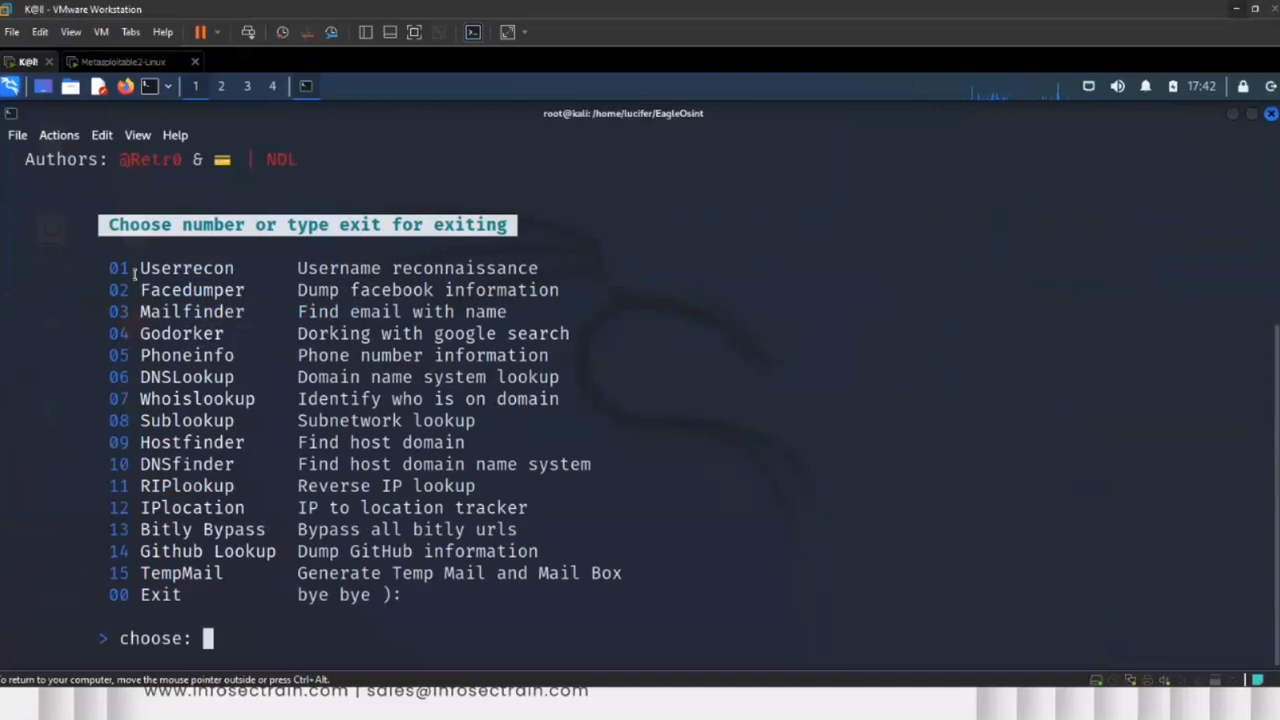 K@l! - VMware Workstation
File Edit View VM Tabs Help
K@l! Metasploitable2-Linux
1 2 3 4 17:42
root@kali: /home/lucifer/EagleOsint
File Actions Edit View Help
Authors: @Retr0 & 💳 | NDL
Choose number or type exit for exiting
01 Userrecon Username reconnaissance
02 Facedumper Dump facebook information
03 Mailfinder Find email with name
04 Godorker Dorking with google search
05 Phoneinfo Phone number information
06 DNSLookup Domain name system lookup
07 Whoislookup Identify who is on domain
08 Sublookup Subnetwork lookup
09 Hostfinder Find host domain
10 DNSfinder Find host domain name system
11 RIPlookup Reverse IP lookup
12 IPlocation IP to location tracker
13 Bitly Bypass Bypass all bitly urls
14 Github Lookup Dump GitHub information
15 TempMail Generate Temp Mail and Mail Box
00 Exit bye bye ):
> choose:
To return to your computer, move the mouse pointer outside or press Ctrl+Alt.
www.infosectrain.com | sales@infosectrain.com